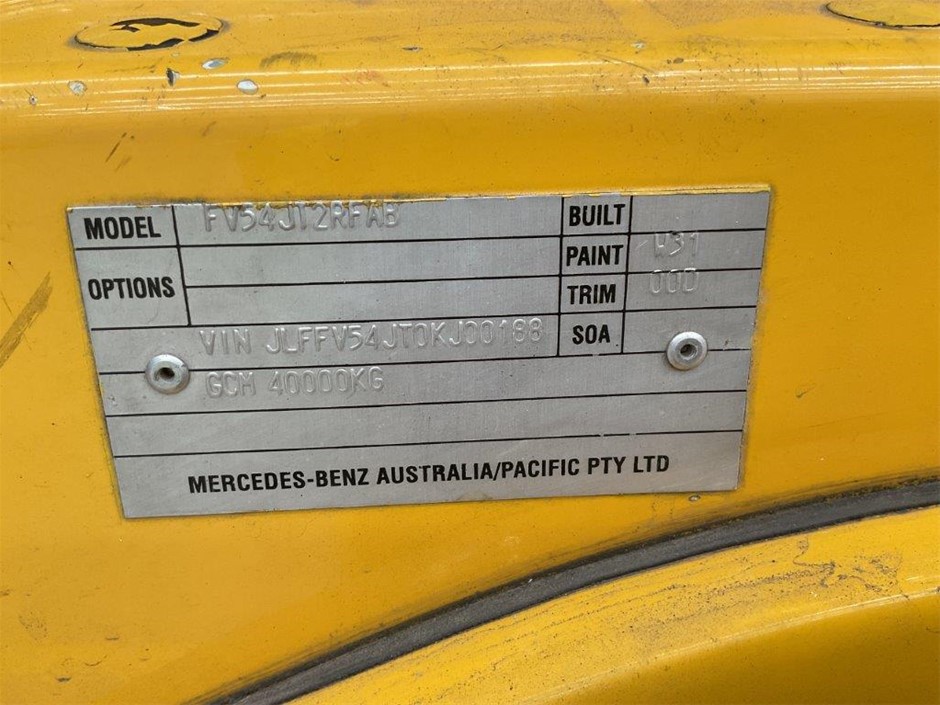 MODEL FV54JT2RFAB BUILT
PAINT W31
OPTIONS TRIM 00D
VIN JLFFV54JT0KJ00188 SOA
GCM 40000KG
MERCEDES-BENZ AUSTRALIA/PACIFIC PTY LTD